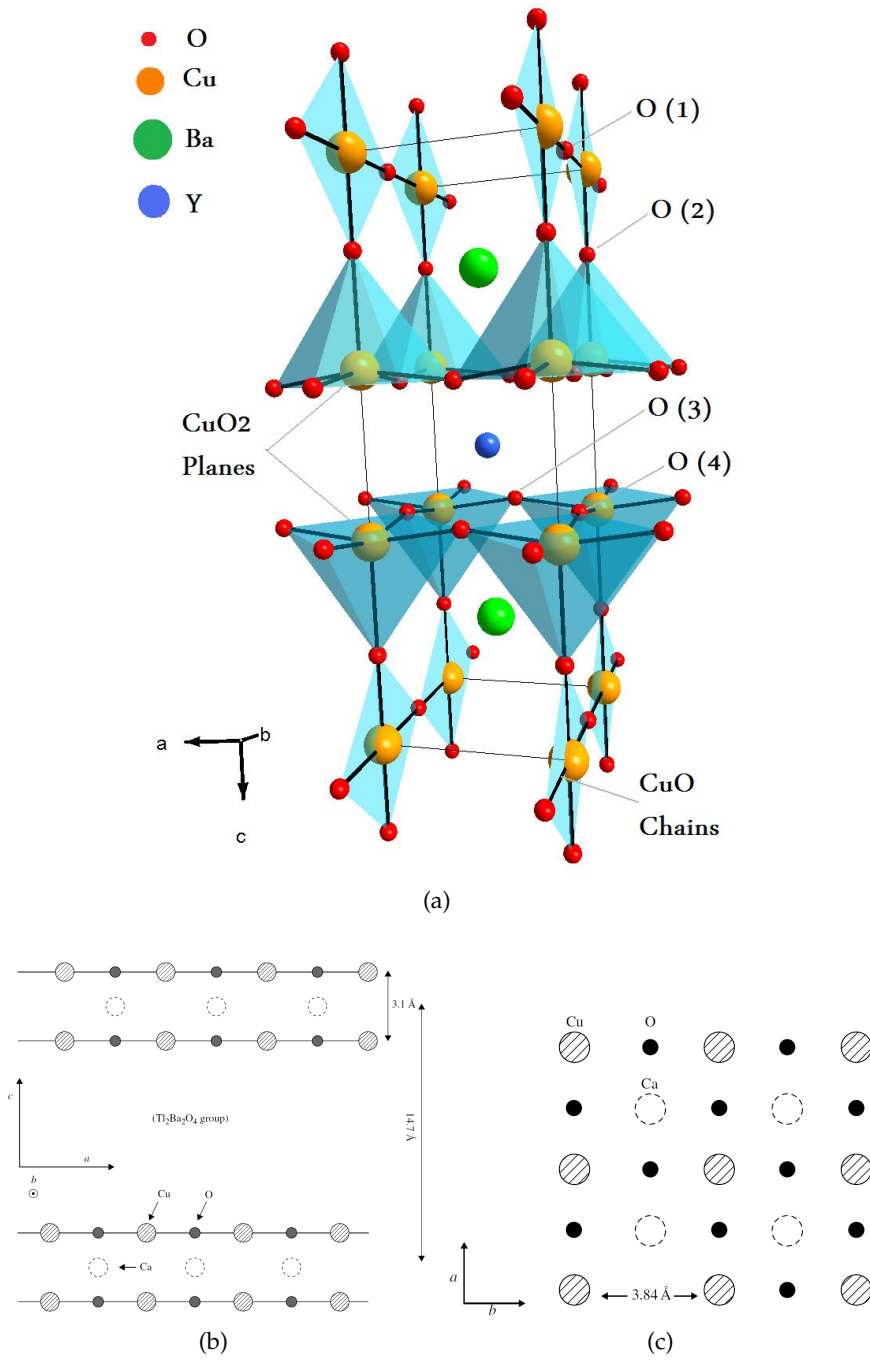 O
Cu
Ba
Y
O (1)
O (2)
CuO2
Planes
O (3)
O (4)
a
b
c
CuO
Chains
(a)
3.1 Å
c
(Tl₂Ba₂O₄ group)
14.7 Å
a
b
Cu
O
Ca
(b)
Cu
O
Ca
a
b
3.84 Å
(c)